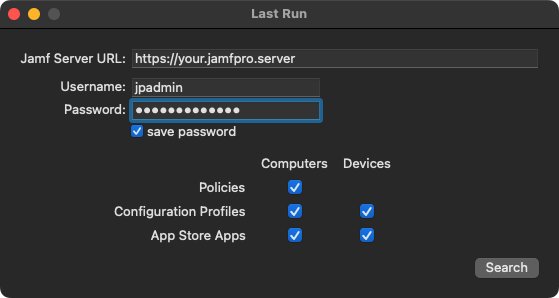 Last Run
Jamf Server URL: https://your.jamfpro.server
Username: jpadmin
Password: ●●●●●●●●●●●●●
save password
Computers Devices
Policies
Configuration Profiles
App Store Apps
Search